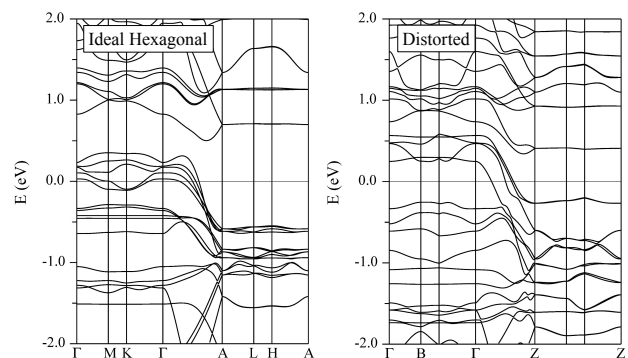 Ideal Hexagonal
2.0
1.0
0.0
-1.0
-2.0
E (eV)
Γ M K Γ A L H A
Distorted
2.0
1.0
0.0
-1.0
-2.0
E (eV)
Γ B Γ Z Z